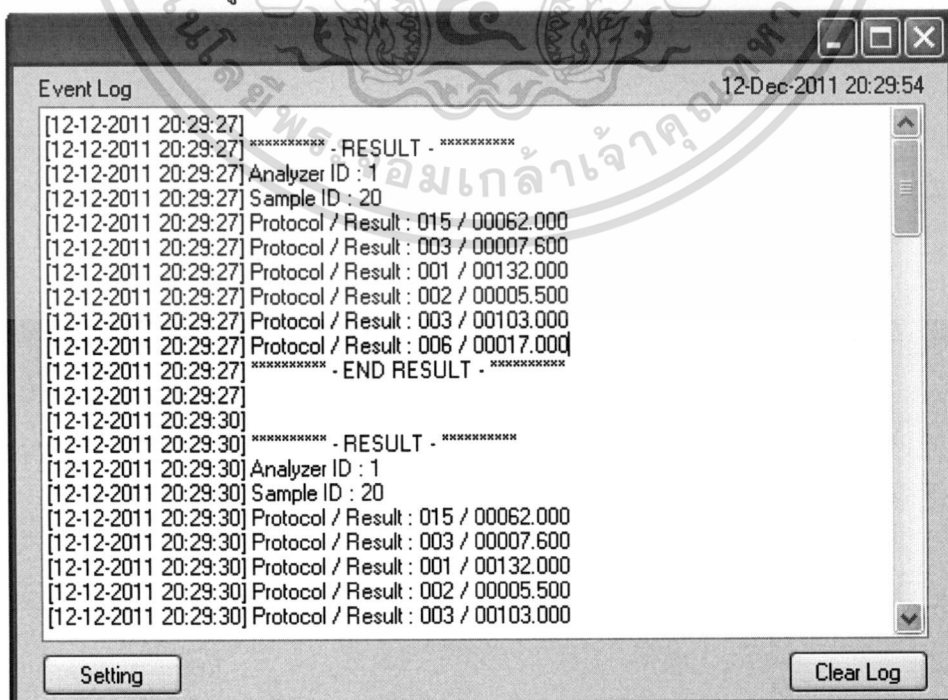 Event Log 12-Dec-2011 20:29:54
[12-12-2011 20:29:27]
[12-12-2011 20:29:27] ********** - RESULT - **********
[12-12-2011 20:29:27] Analyzer ID : 1
[12-12-2011 20:29:27] Sample ID : 20
[12-12-2011 20:29:27] Protocol / Result : 015 / 00062.000
[12-12-2011 20:29:27] Protocol / Result : 003 / 00007.600
[12-12-2011 20:29:27] Protocol / Result : 001 / 00132.000
[12-12-2011 20:29:27] Protocol / Result : 002 / 00005.500
[12-12-2011 20:29:27] Protocol / Result : 003 / 00103.000
[12-12-2011 20:29:27] Protocol / Result : 006 / 00017.000
[12-12-2011 20:29:27] ********** - END RESULT - **********
[12-12-2011 20:29:27]
[12-12-2011 20:29:30]
[12-12-2011 20:29:30] ********** - RESULT - **********
[12-12-2011 20:29:30] Analyzer ID : 1
[12-12-2011 20:29:30] Sample ID : 20
[12-12-2011 20:29:30] Protocol / Result : 015 / 00062.000
[12-12-2011 20:29:30] Protocol / Result : 003 / 00007.600
[12-12-2011 20:29:30] Protocol / Result : 001 / 00132.000
[12-12-2011 20:29:30] Protocol / Result : 002 / 00005.500
[12-12-2011 20:29:30] Protocol / Result : 003 / 00103.000
Setting Clear Log